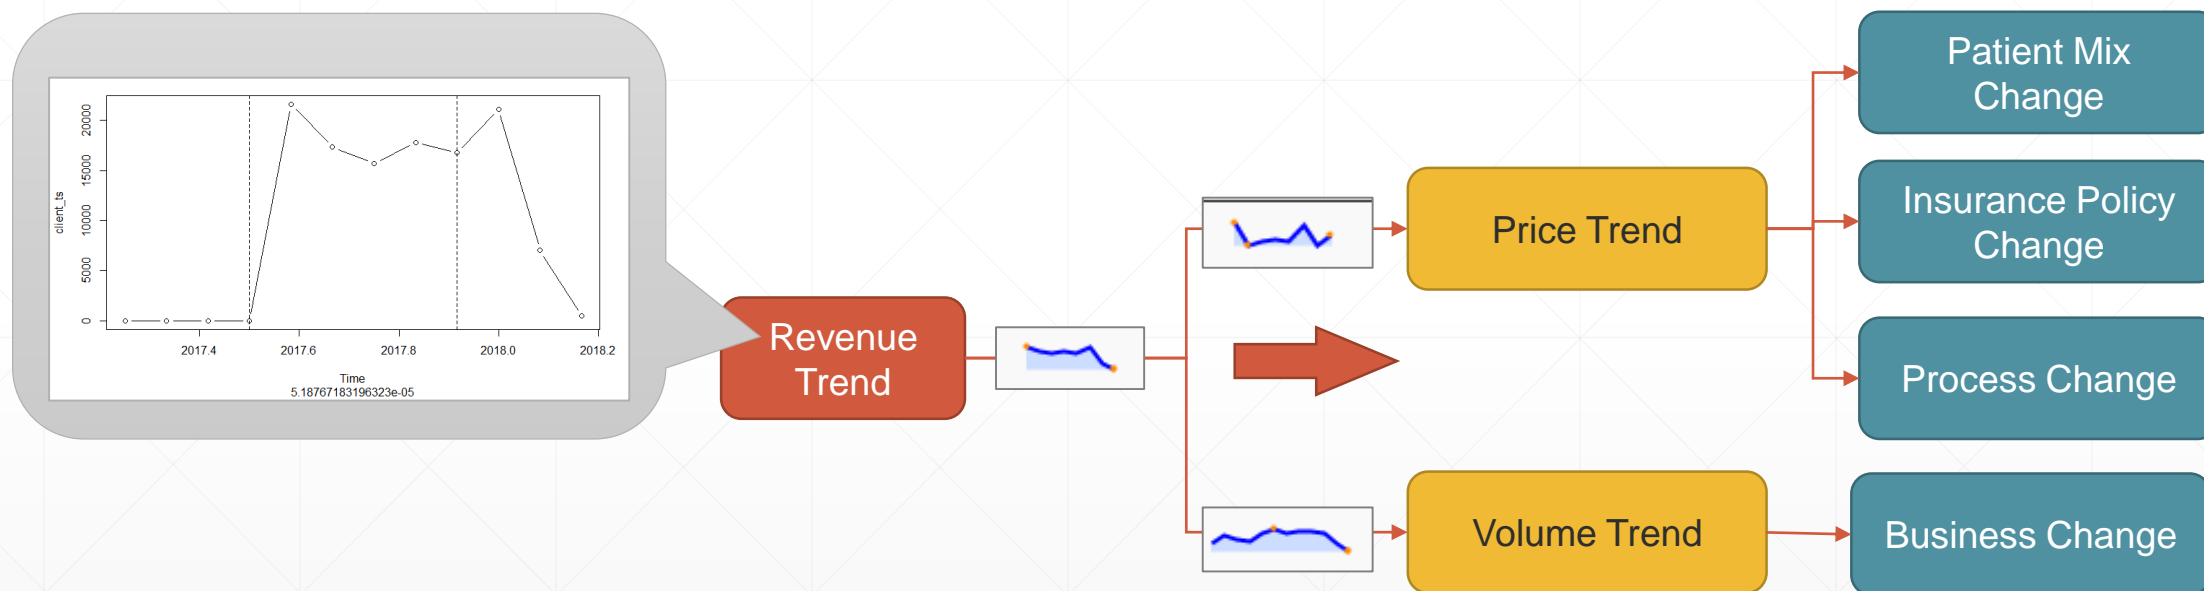 client_ts
20000
15000
10000
5000
0
2017.4 2017.6 2017.8 2018.0 2018.2
Time
5.18767183196323e-05
Revenue
Trend
Price Trend
Volume Trend
Patient Mix
Change
Insurance Policy
Change
Process Change
Business Change